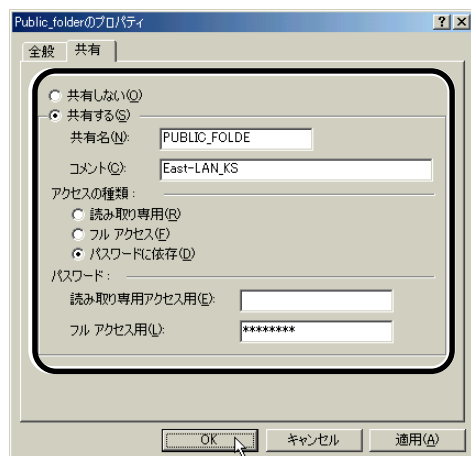 Public_folderのプロパティ
全般 共有
共有しない(O)
共有する(S)
共有名(N): PUBLIC_FOLDE
コメント(C): East-LAN_KS
アクセスの種類:
読み取り専用(R)
フル アクセス(F)
パスワードに依存(D)
パスワード:
読み取り専用アクセス用(E):
フル アクセス用(L): ********
OK キャンセル 適用(A)